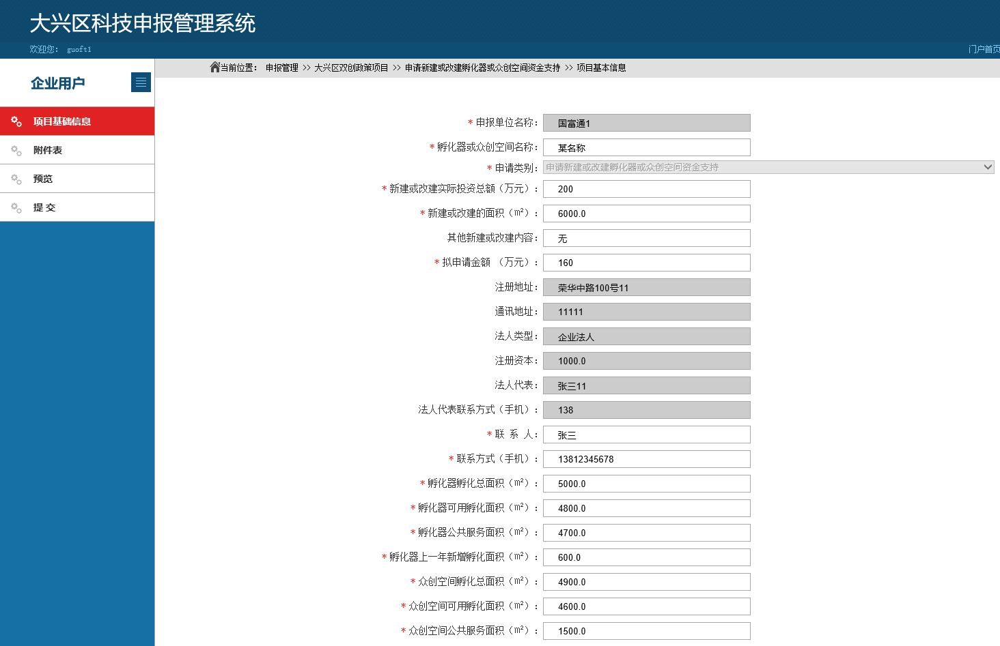 大兴区科技申报管理系统
欢迎您： guoft1
门户首页
当前位置： 申报管理 >> 大兴区双创政策项目 >> 申请新建或改建孵化器或众创空间资金支持 >> 项目基本信息
企业用户
项目基础信息
附件表
预览
提 交
* 申报单位名称： 国富通1
* 孵化器或众创空间名称： 某名称
* 申请类别： 申请新建或改建孵化器或众创空间资金支持
* 新建或改建实际投资总额（万元）： 200
* 新建或改建的面积（m²）： 6000.0
其他新建或改建内容： 无
* 拟申请金额 （万元）： 160
注册地址： 荣华中路100号11
通讯地址： 11111
法人类型： 企业法人
注册资本： 1000.0
法人代表： 张三11
法人代表联系方式（手机）： 138
* 联 系 人： 张三
* 联系方式（手机）： 13812345678
* 孵化器孵化总面积（m²）： 5000.0
* 孵化器可用孵化面积（m²）： 4800.0
* 孵化器公共服务面积（m²）： 4700.0
* 孵化器上一年新增孵化面积（m²）： 600.0
* 众创空间孵化总面积（m²）： 4900.0
* 众创空间可用孵化面积（m²）： 4600.0
* 众创空间公共服务面积（m²）： 1500.0